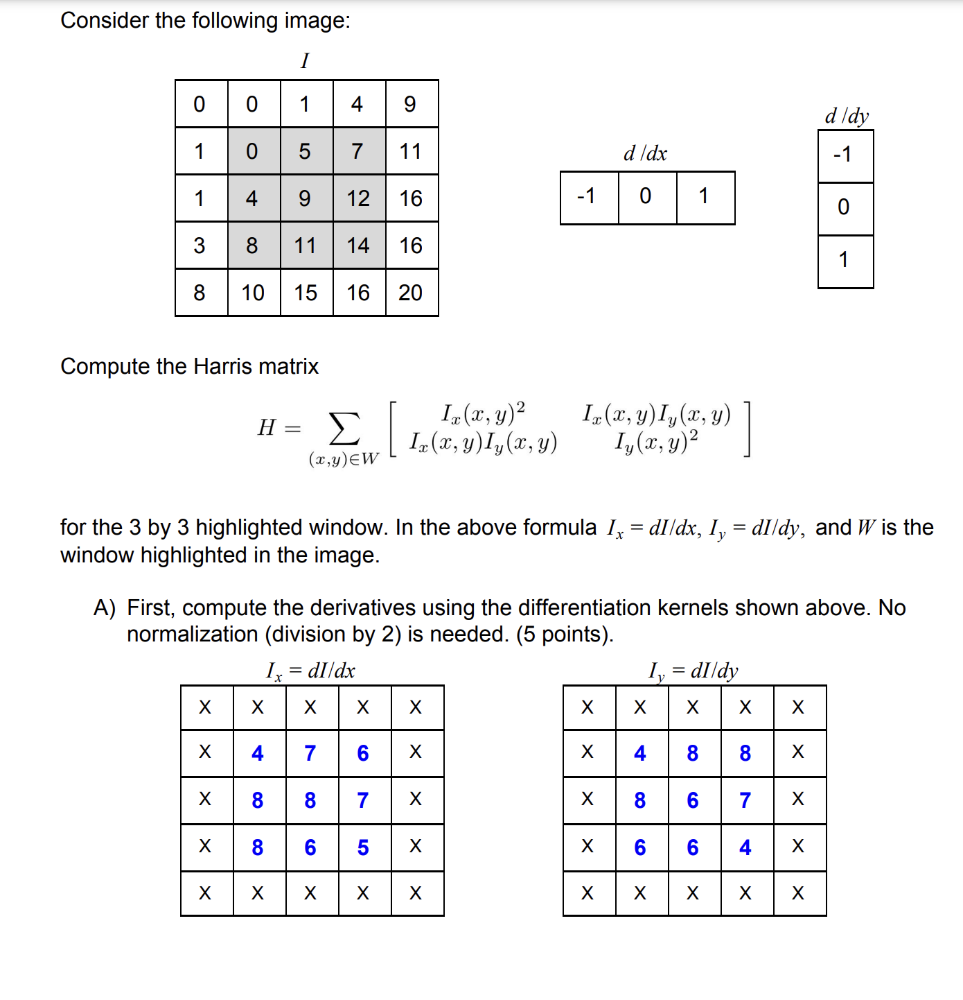 Consider the following image:
I
0 0 1 4 9
1 0 5 7 11
1 4 9 12 16
3 8 11 14 16
8 10 15 16 20
d /dx
-1 0 1
d /dy
-1
0
1
Compute the Harris matrix
H = ∑_{(x,y)∈W} [ I_x(x, y)² I_x(x, y)I_y(x, y)
I_x(x, y)I_y(x, y) I_y(x, y)² ]
for the 3 by 3 highlighted window. In the above formula I_x = dI/dx, I_y = dI/dy, and W is the
window highlighted in the image.
A) First, compute the derivatives using the differentiation kernels shown above. No
normalization (division by 2) is needed. (5 points).
I_x = dI/dx
X X X X X
X 4 7 6 X
X 8 8 7 X
X 8 6 5 X
X X X X X
I_y = dI/dy
X X X X X
X 4 8 8 X
X 8 6 7 X
X 6 6 4 X
X X X X X